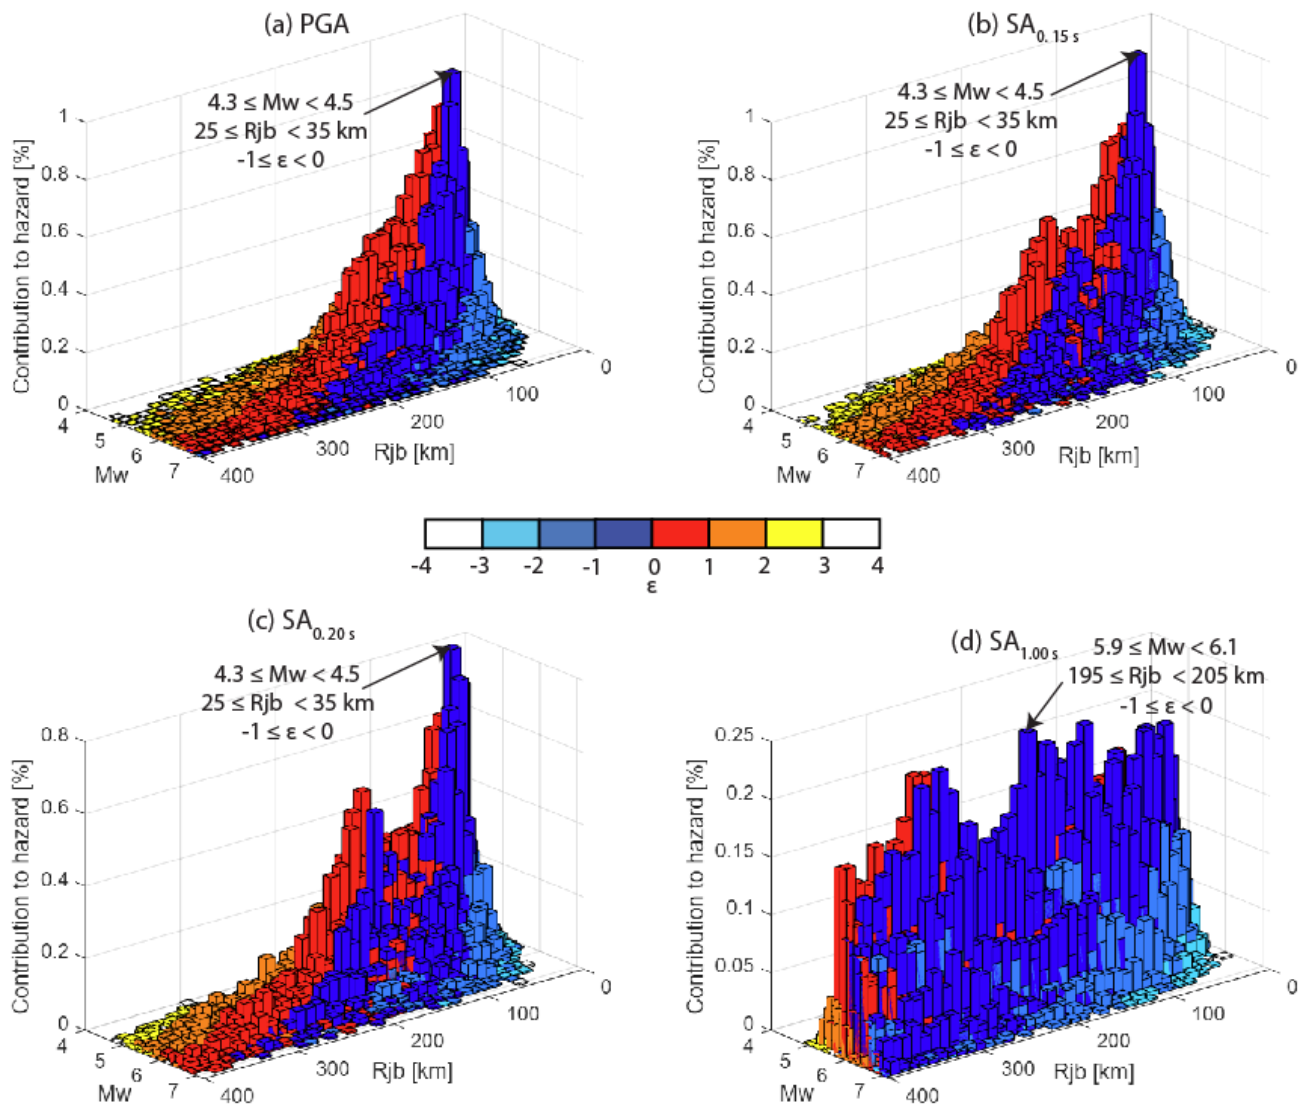 (a) PGA
4.3 ≤ Mw < 4.5
25 ≤ Rjb < 35 km
-1 ≤ ε < 0
Contribution to hazard [%]
1
0.8
0.6
0.4
0.2
0
4
5
6
7
Mw
400
300
200
100
0
Rjb [km]
(b) SA0.15 s
4.3 ≤ Mw < 4.5
25 ≤ Rjb < 35 km
-1 ≤ ε < 0
Contribution to hazard [%]
1
0.8
0.6
0.4
0.2
0
4
5
6
7
Mw
400
300
200
100
0
Rjb [km]
-4 -3 -2 -1 0 1 2 3 4
ε
(c) SA0.20 s
4.3 ≤ Mw < 4.5
25 ≤ Rjb < 35 km
-1 ≤ ε < 0
Contribution to hazard [%]
0.8
0.6
0.4
0.2
0
4
5
6
7
Mw
400
300
200
100
0
Rjb [km]
(d) SA1.00 s
5.9 ≤ Mw < 6.1
195 ≤ Rjb < 205 km
-1 ≤ ε < 0
Contribution to hazard [%]
0.25
0.2
0.15
0.1
0.05
0
4
5
6
7
Mw
400
300
200
100
0
Rjb [km]